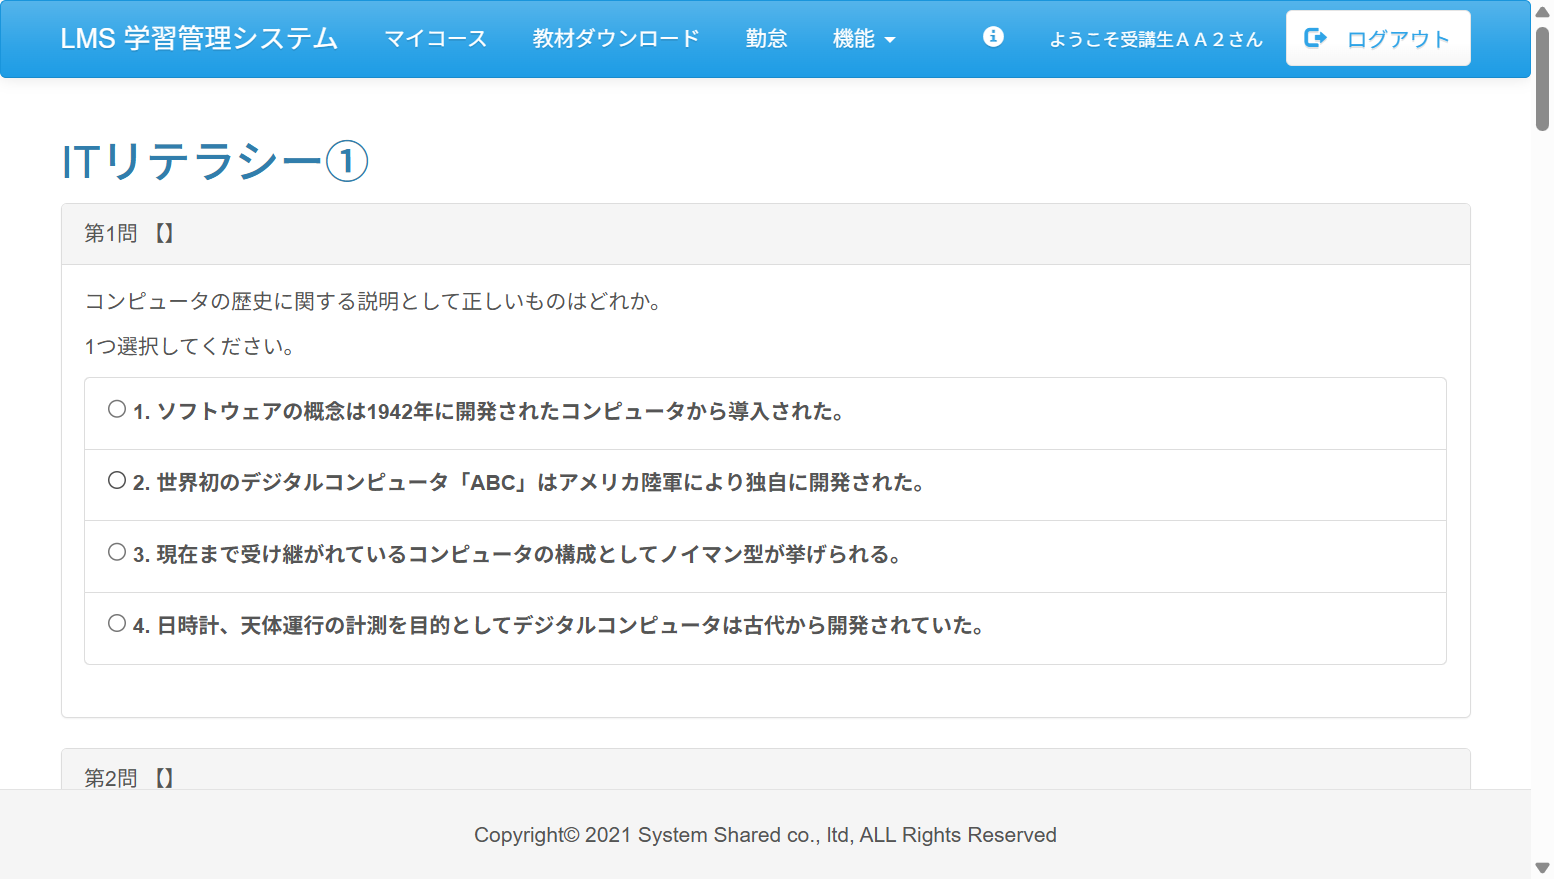 LMS 学習管理システム マイコース 教材ダウンロード 勤怠 機能 ようこそ受講生ＡＡ２さん ログアウト
ITリテラシー①
第1問 【】
コンピュータの歴史に関する説明として正しいものはどれか。
1つ選択してください。
1. ソフトウェアの概念は1942年に開発されたコンピュータから導入された。
2. 世界初のデジタルコンピュータ「ABC」はアメリカ陸軍により独自に開発された。
3. 現在まで受け継がれているコンピュータの構成としてノイマン型が挙げられる。
4. 日時計、天体運行の計測を目的としてデジタルコンピュータは古代から開発されていた。
第2問 【】
Copyright© 2021 System Shared co., ltd, ALL Rights Reserved